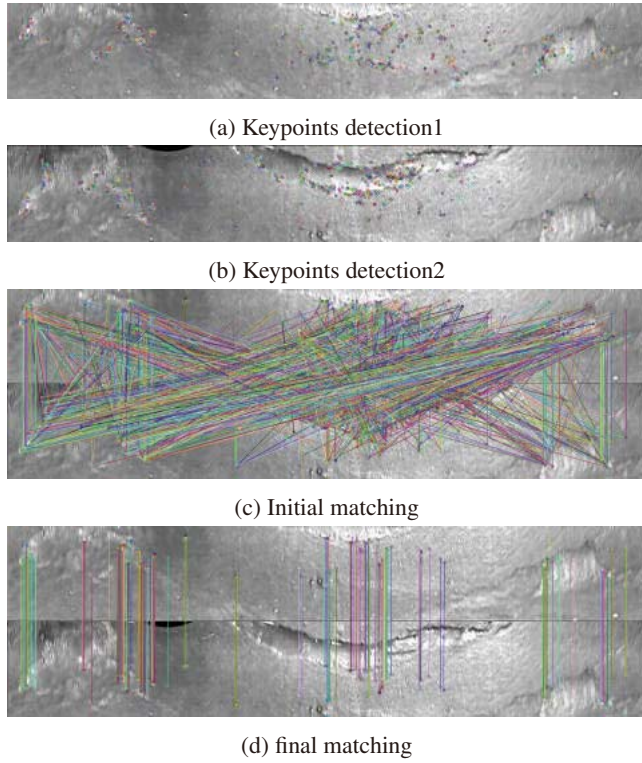 (a) Keypoints detection1
(b) Keypoints detection2
(c) Initial matching
(d) final matching